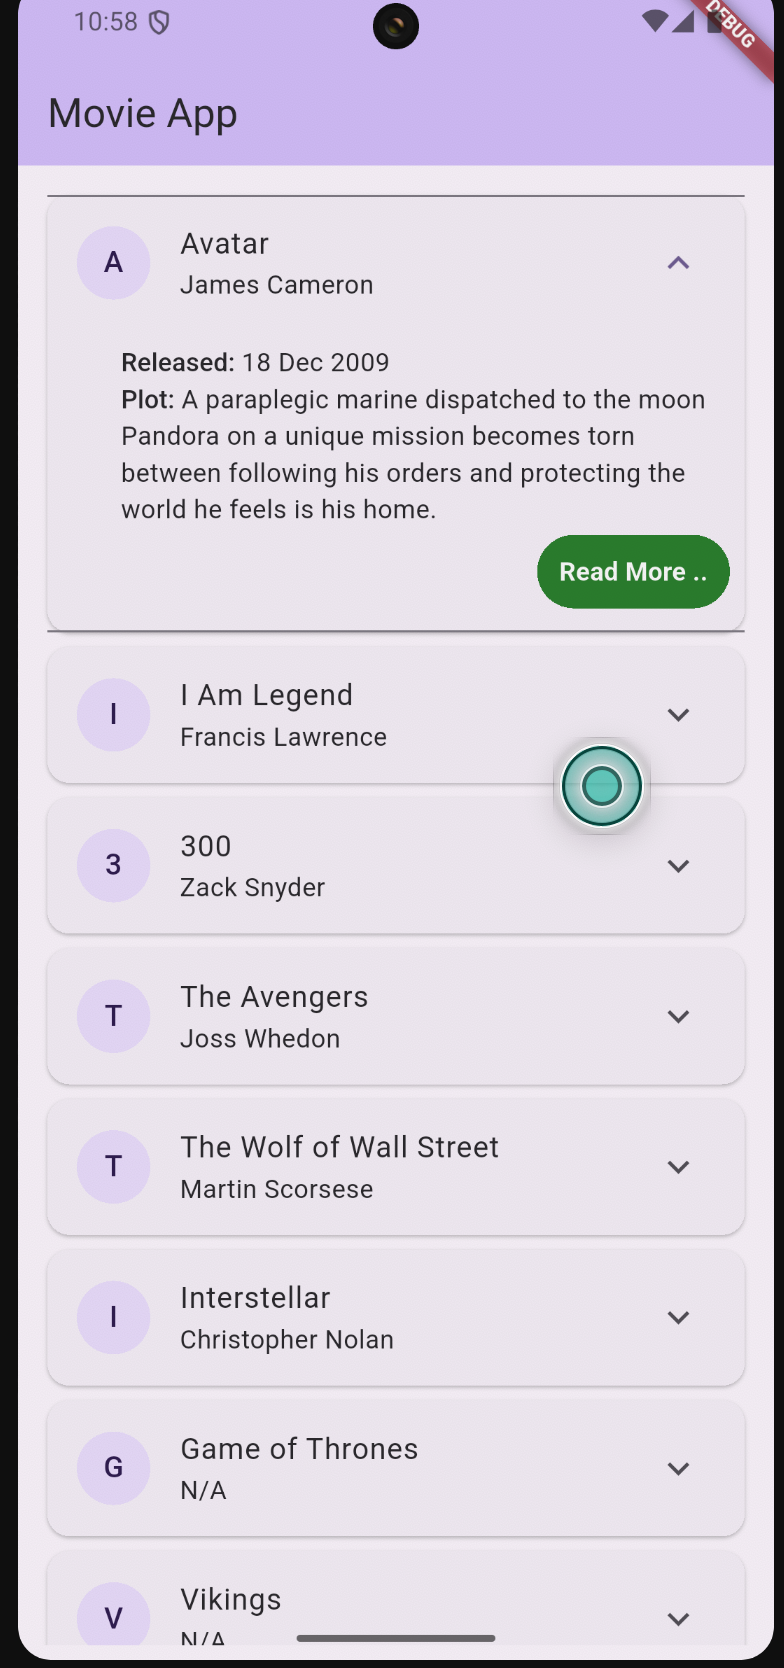 10:58
DEBUG
Movie App
A
Avatar
James Cameron
Released: 18 Dec 2009
Plot: A paraplegic marine dispatched to the moon
Pandora on a unique mission becomes torn
between following his orders and protecting the
world he feels is his home.
Read More ..
I
I Am Legend
Francis Lawrence
3
300
Zack Snyder
T
The Avengers
Joss Whedon
T
The Wolf of Wall Street
Martin Scorsese
I
Interstellar
Christopher Nolan
G
Game of Thrones
N/A
V
Vikings
N/A